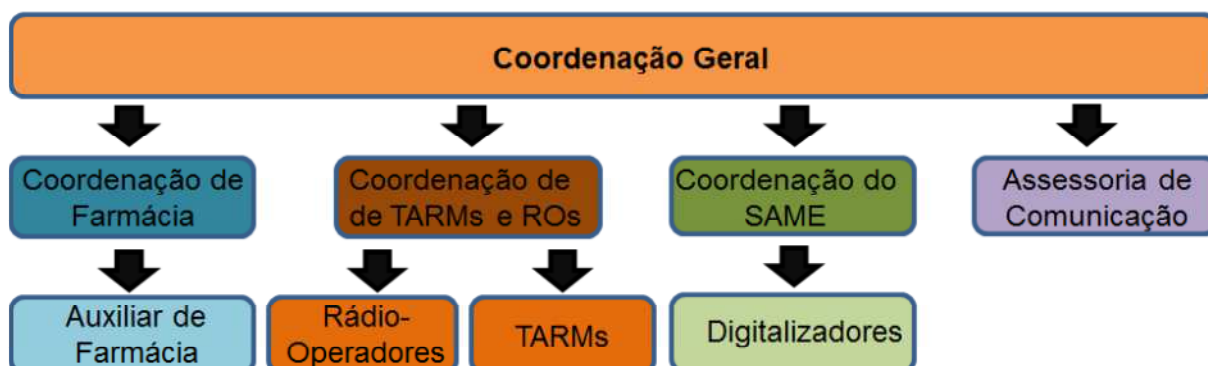 Coordenação Geral
Coordenação de
Farmácia
Coordenação de
de TARMs e ROs
Coordenação do
SAME
Assessoria de
Comunicação
Auxiliar de
Farmácia
Rádio-
Operadores
TARMs
Digitalizadores